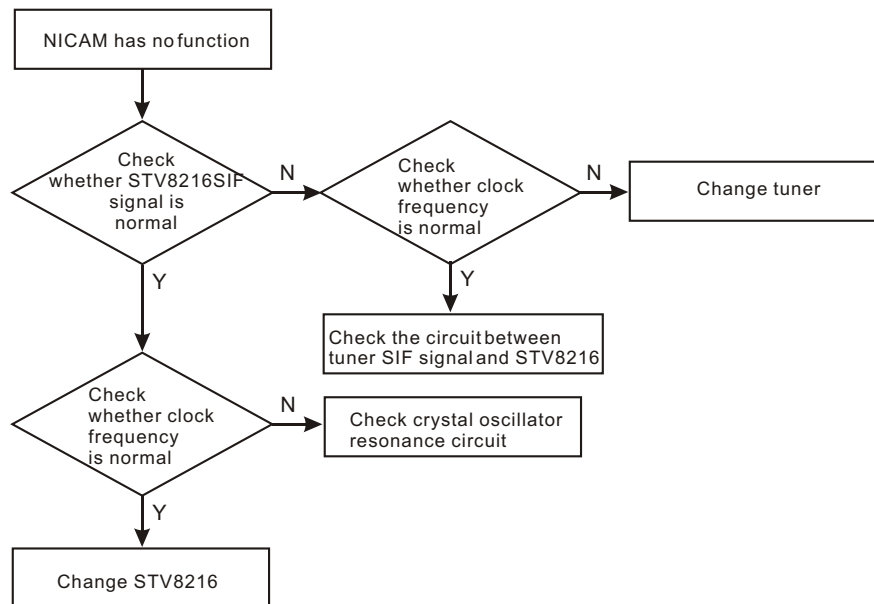 NICAM has no function
Check
whether STV8216SIF
signal is
normal
N
Check
whether clock
frequency
is normal
N
Change tuner
Y
Y
Check the circuit between
tuner SIF signal and STV8216
Check
whether clock
frequency
is normal
N
Check crystal oscillator
resonance circuit
Y
Change STV8216